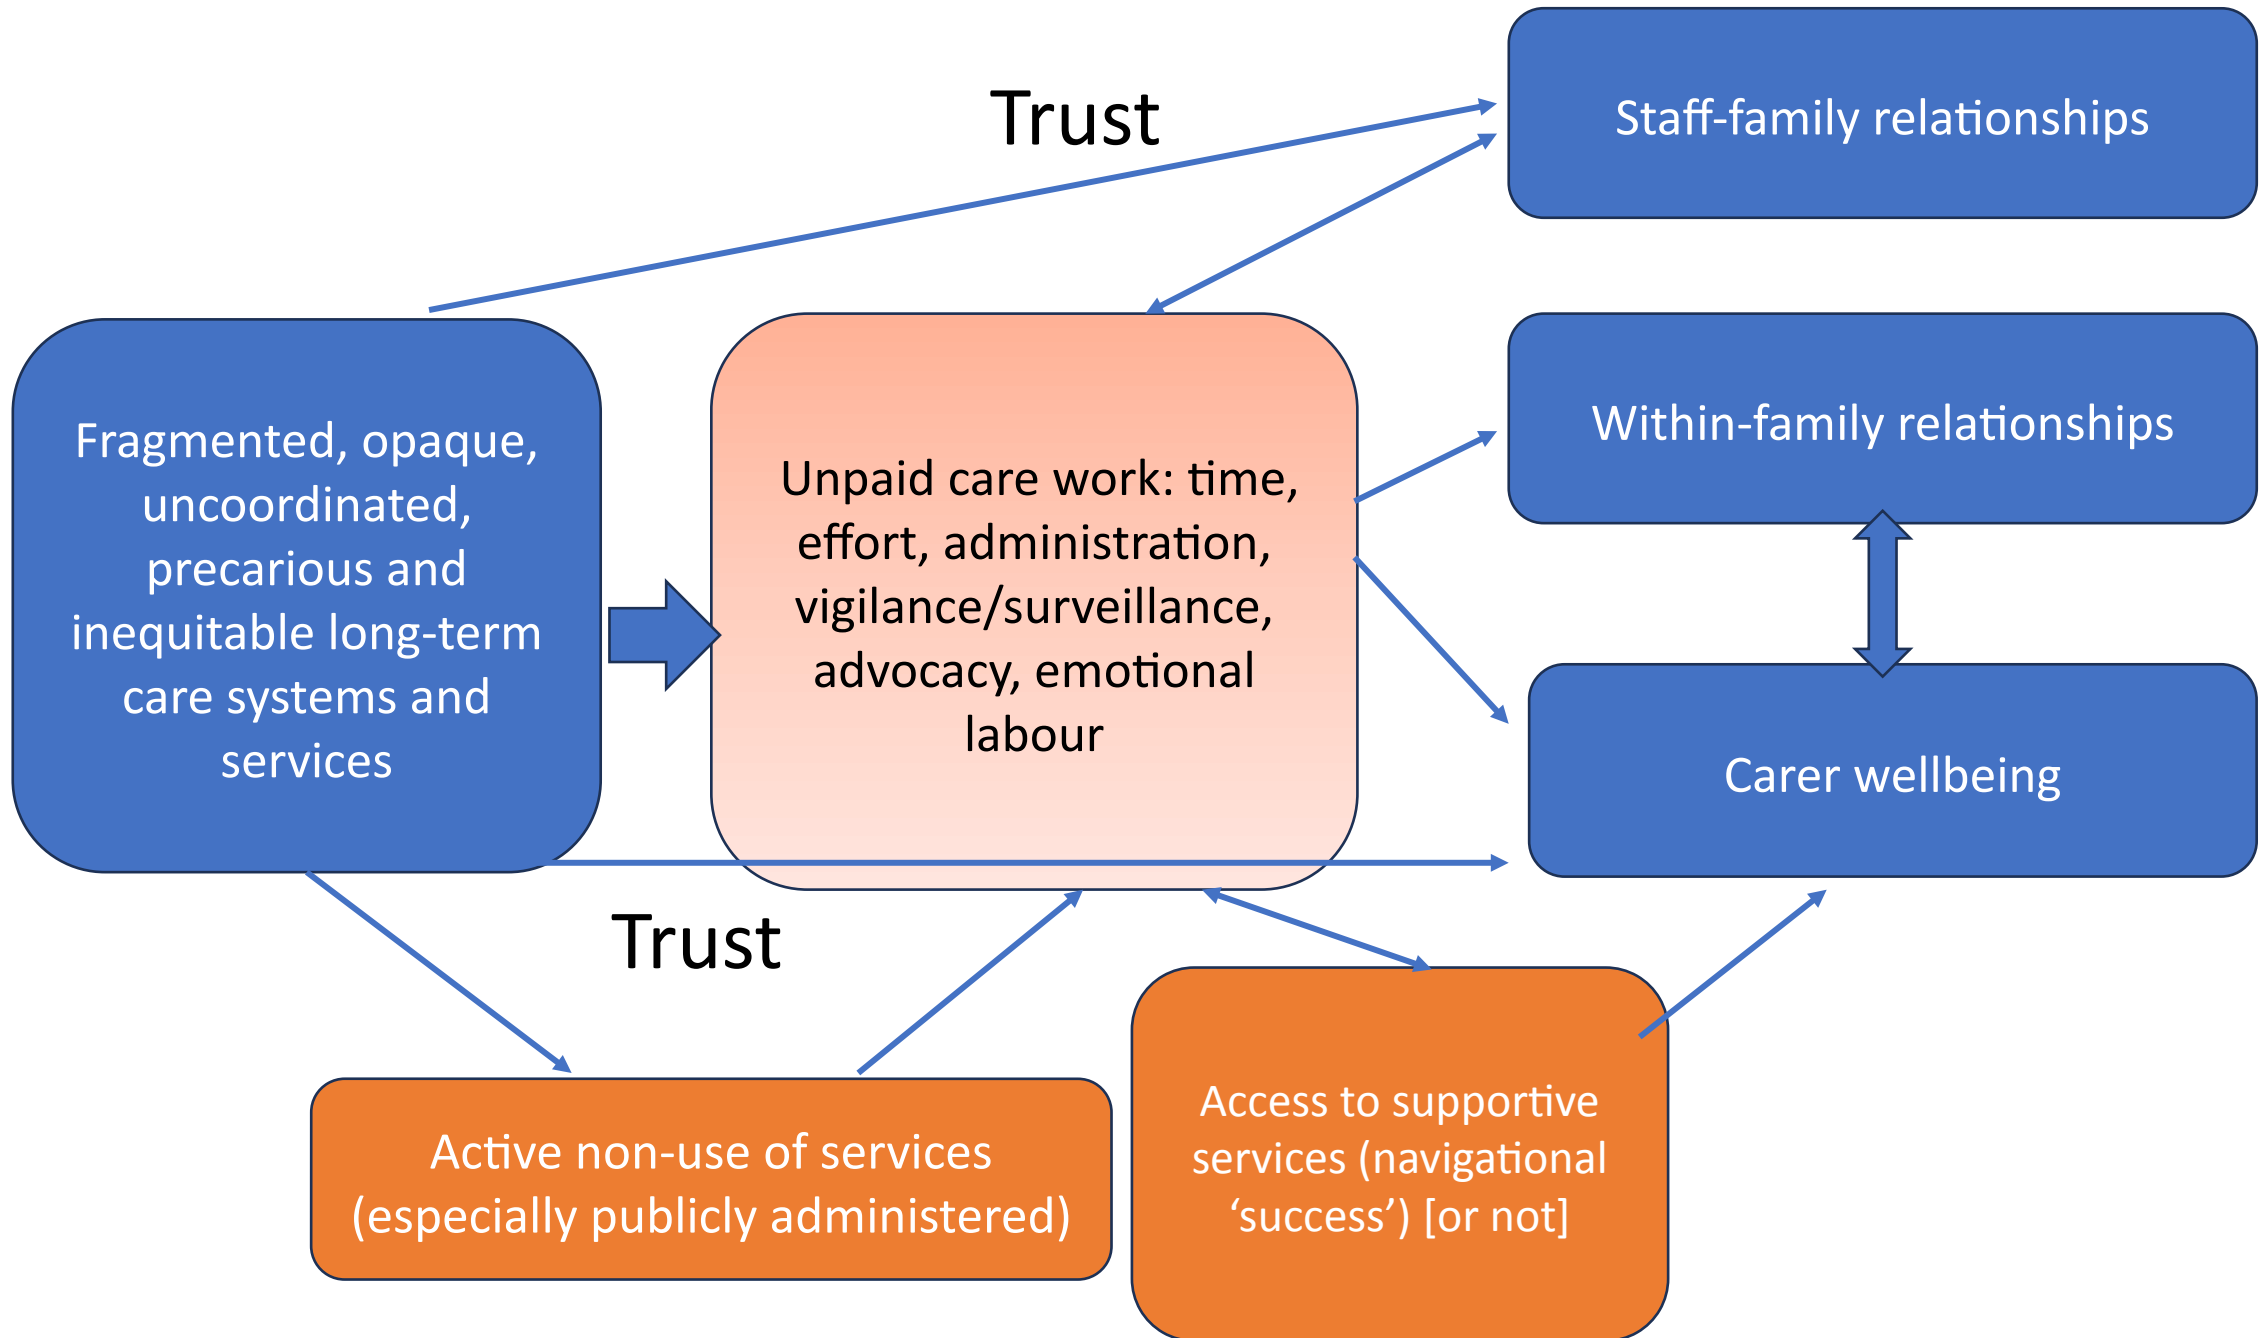 Trust
Staff-family relationships
Fragmented, opaque,
uncoordinated,
precarious and
inequitable long-term
care systems and
services
Unpaid care work: time,
effort, administration,
vigilance/surveillance,
advocacy, emotional
labour
Within-family relationships
Carer wellbeing
Trust
Active non-use of services
(especially publicly administered)
Access to supportive
services (navigational
‘success’) [or not]